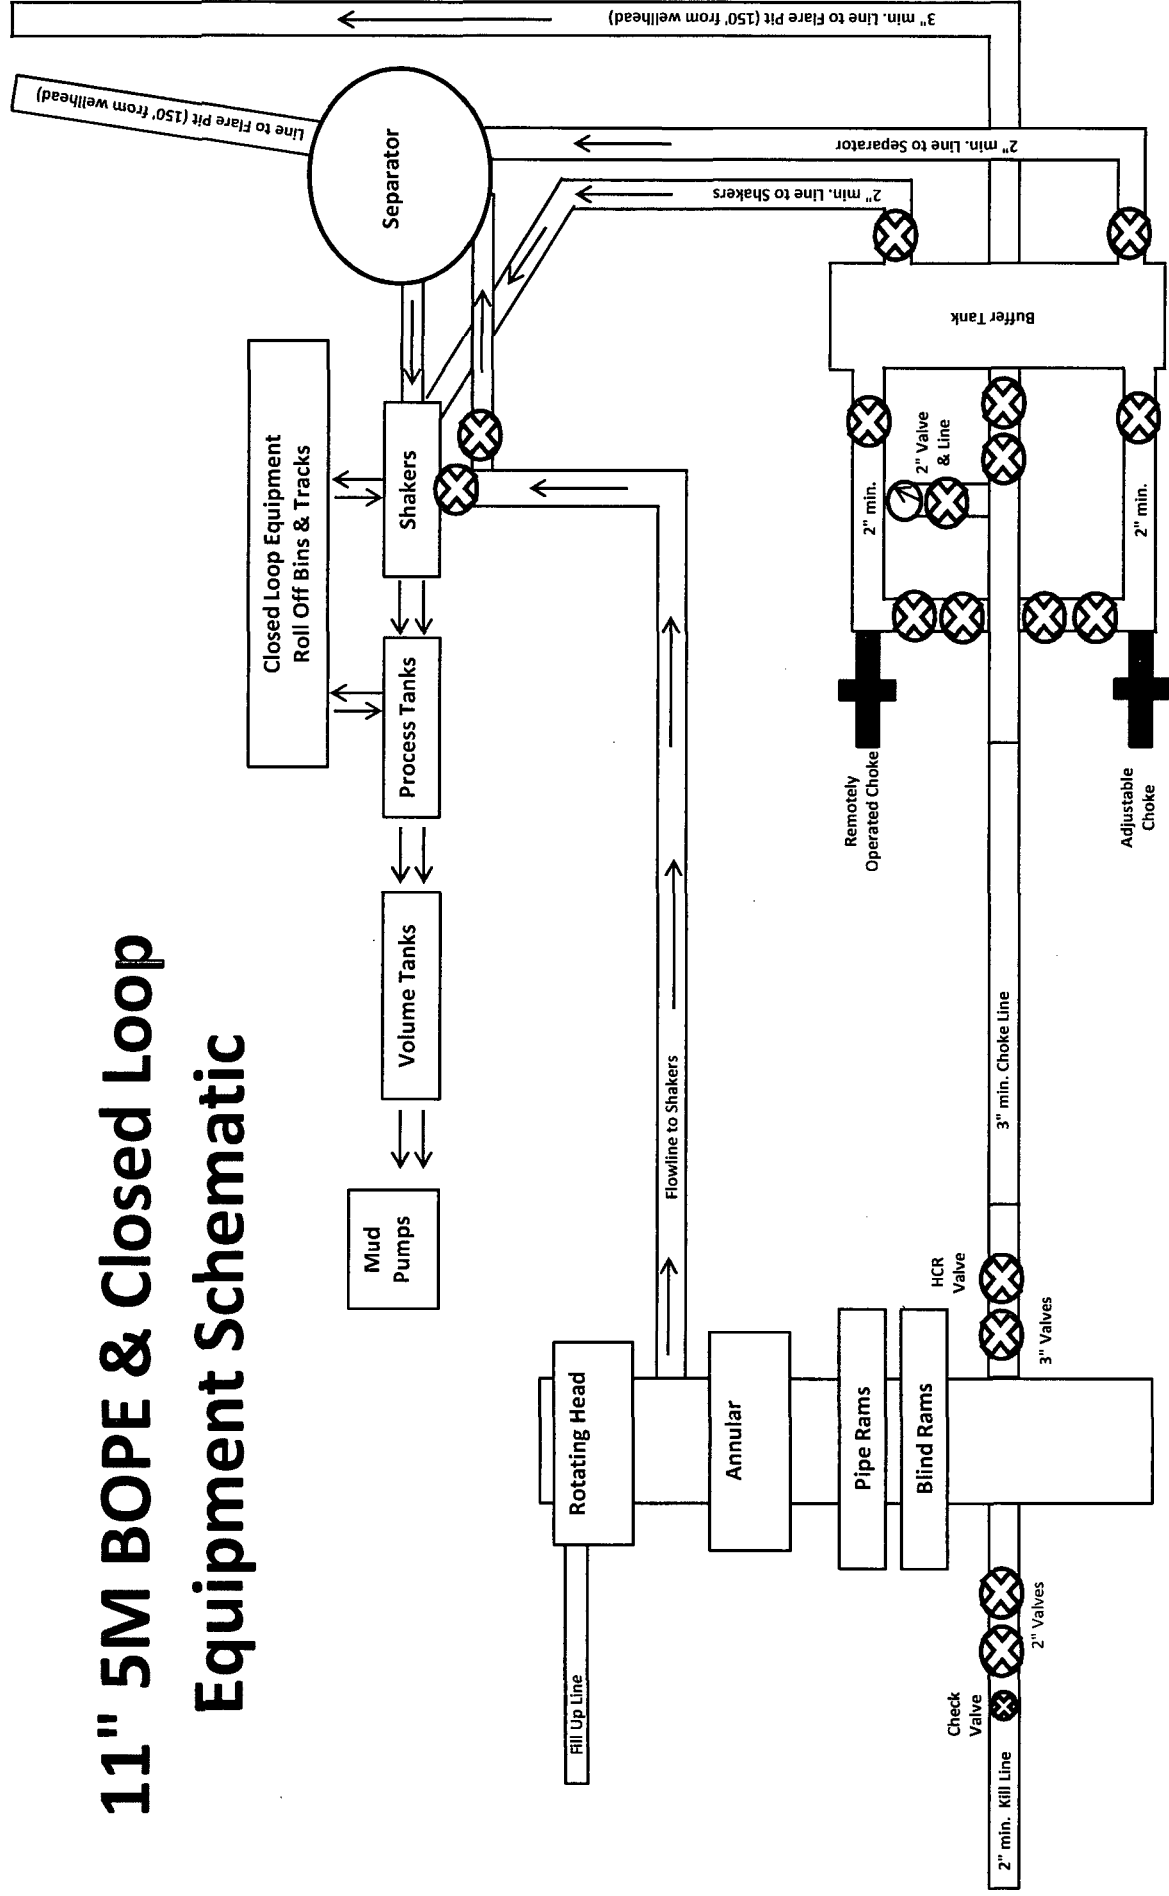 11" 5M BOPE & Closed Loop
Equipment Schematic
Closed Loop Equipment
Roll Off Bins & Tracks
Mud
Pumps
Volume Tanks
Process Tanks
Shakers
Separator
Line to Flare Pit (150' from wellhead)
3" min. Line to Flare Pit (150' from wellhead)
Fill Up Line
Rotating Head
Flowline to Shakers
2" min. Line to Shakers
2" min. Line to Separator
Annular
Pipe Rams
Blind Rams
Remotely
Operated Choke
2" min.
2" Valve
& Line
Buffer Tank
Check
Valve
HCR
Valve
2" min. Kill Line
2" Valves
3" Valves
3" min. Choke Line
Adjustable
Choke
2" min.